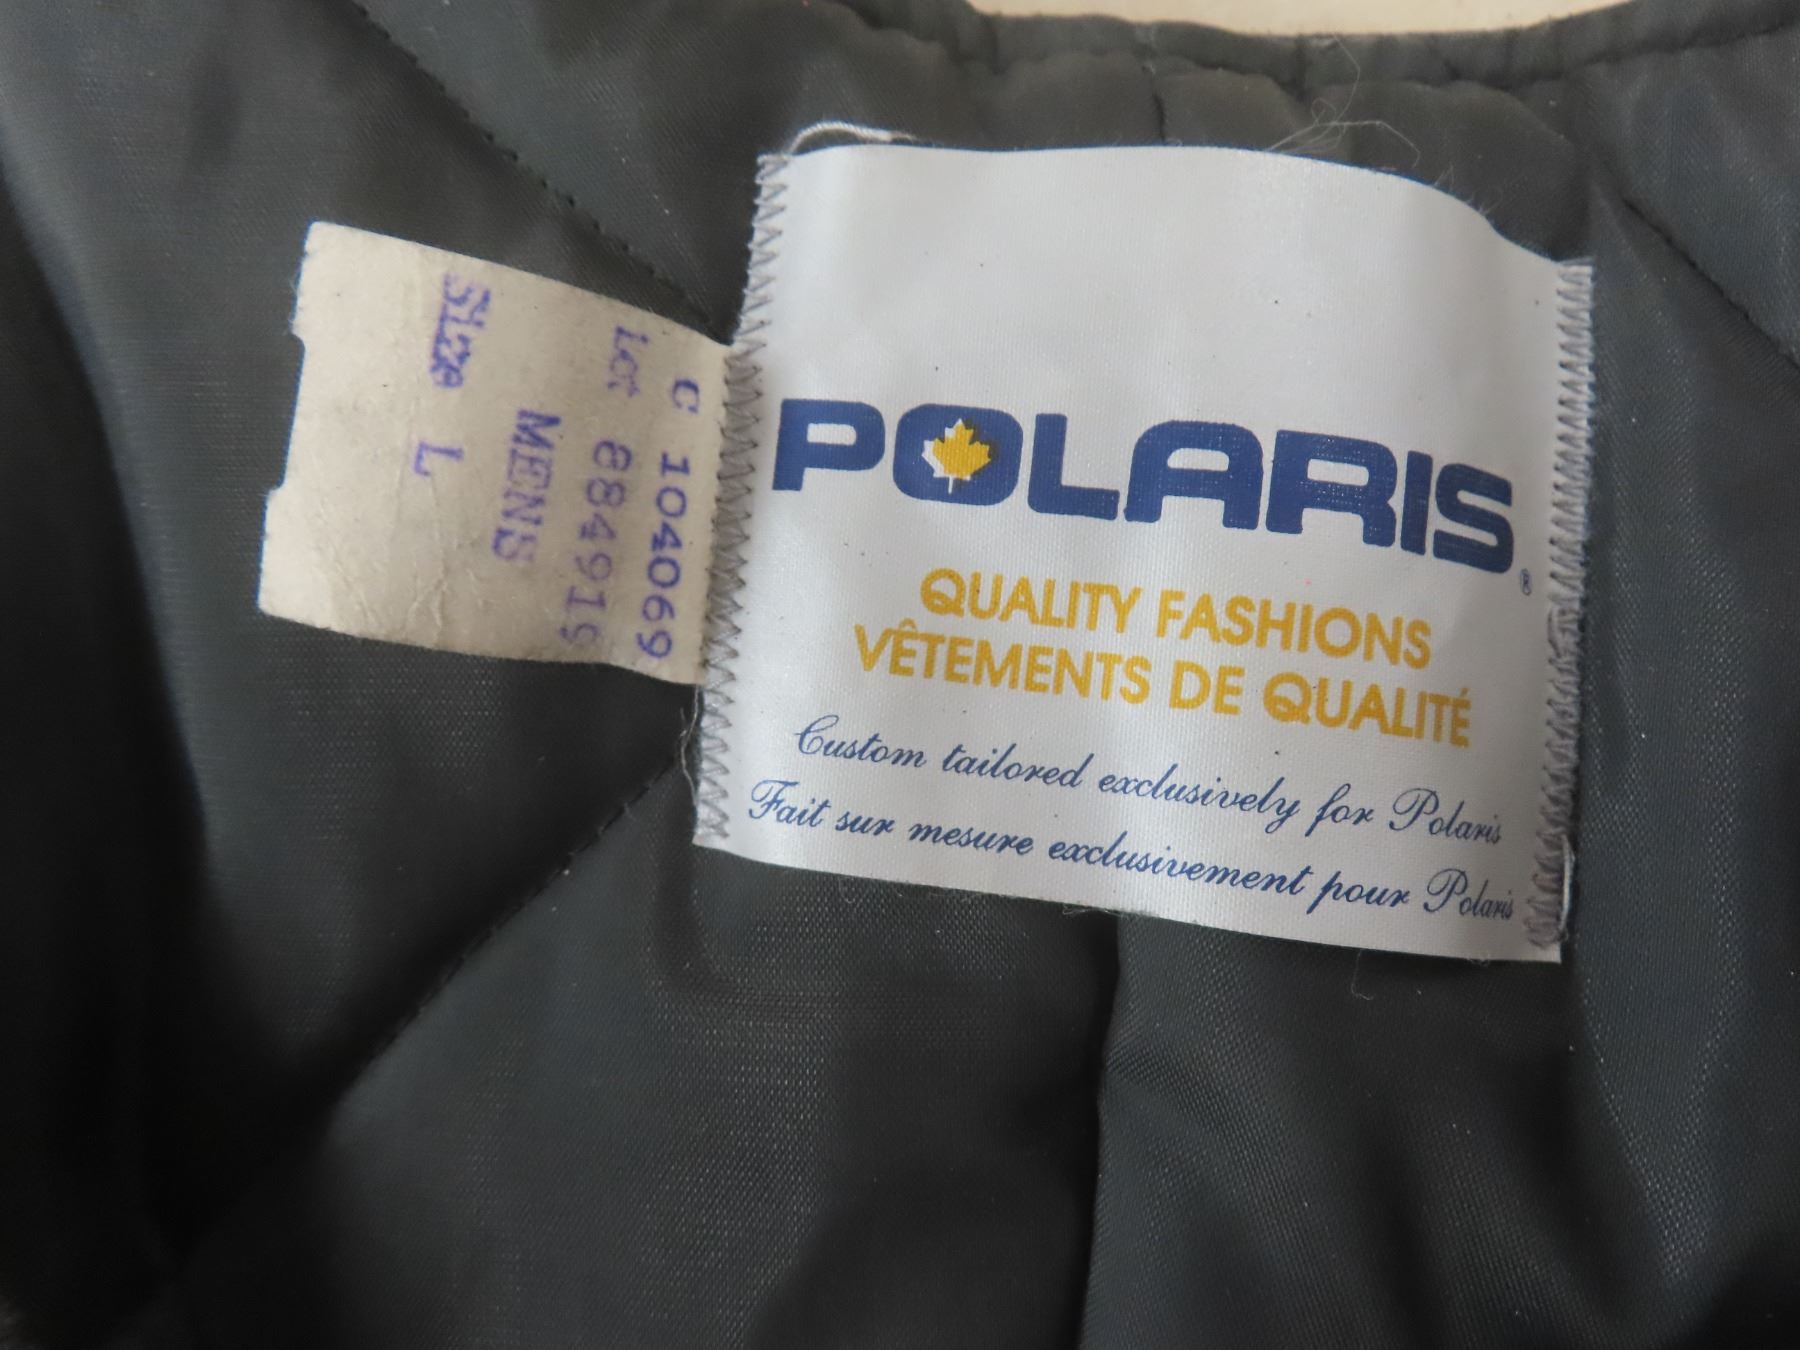 POLARIS®
QUALITY FASHIONS
VÊTEMENTS DE QUALITÉ
Custom tailored exclusively for Polaris
Fait sur mesure exclusivement pour Polaris
C 104069
Lot 884919
MENS
Size L